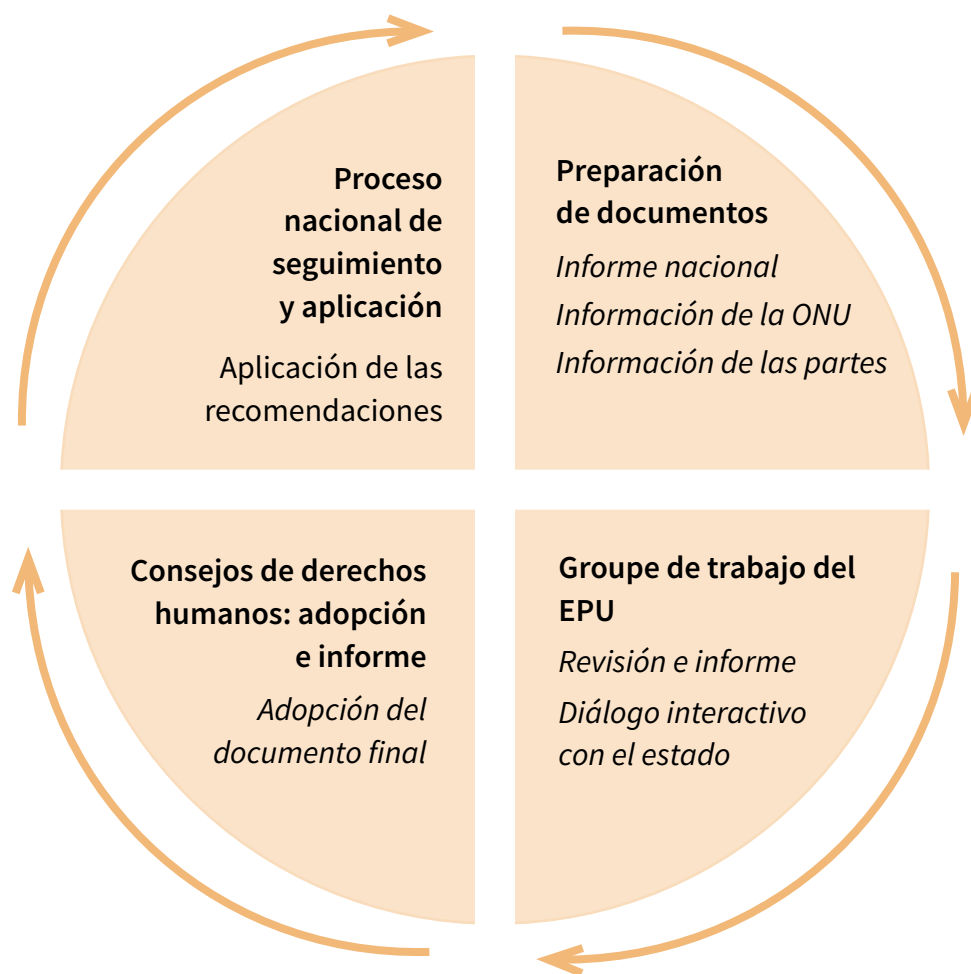 Proceso
nacional de
seguimiento
y aplicación
Aplicación de las
recomendaciones
Preparación
de documentos
Informe nacional
Información de la ONU
Información de las partes
Consejos de derechos
humanos: adopción
e informe
Adopción del
documento final
Groupe de trabajo del
EPU
Revisión e informe
Diálogo interactivo
con el estado